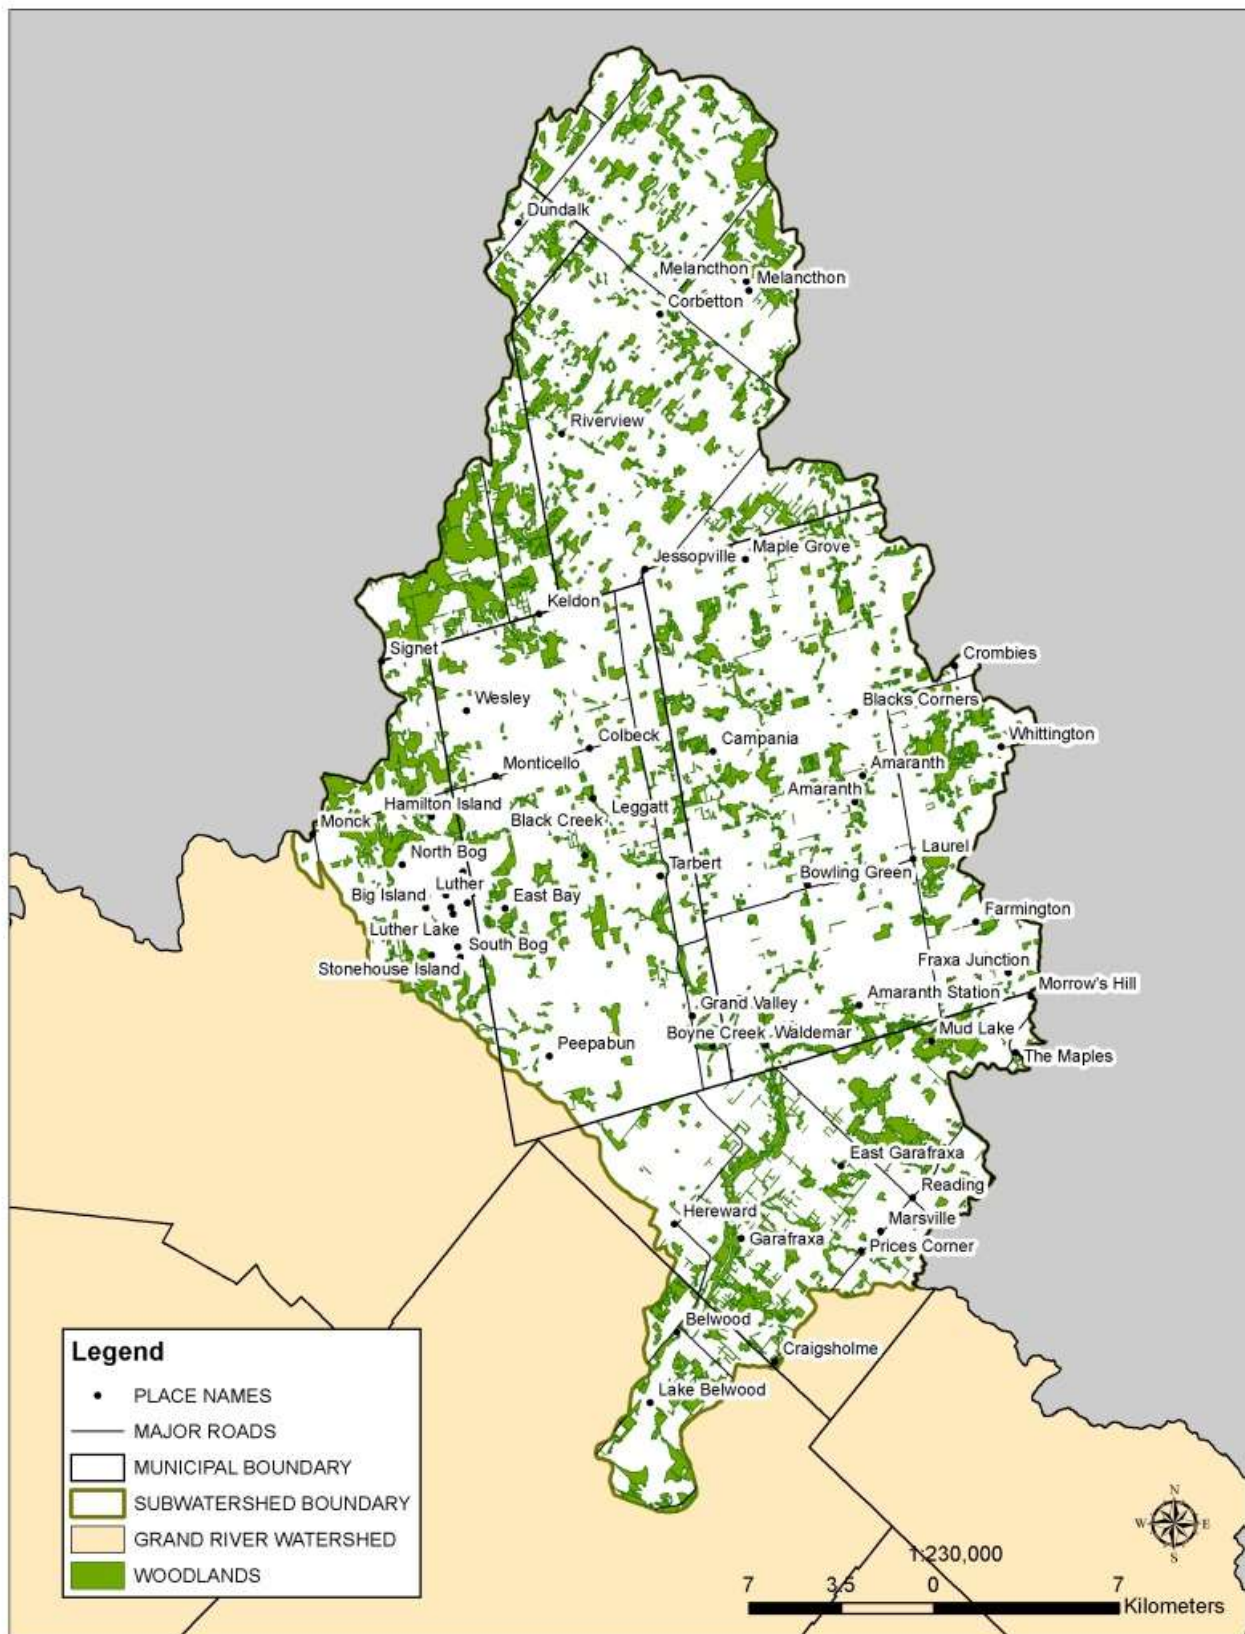 Dundalk
Melancthon
Melancthon
Corbetton
Riverview
Jessopville
Maple Grove
Keldon
Signet
Crombies
Wesley
Blacks Corners
Colbeck
Campania
Whittington
Monticello
Amaranth
Hamilton Island
Leggatt
Amaranth
Monck
Black Creek
North Bog
Tarbert
Laurel
Bowling Green
Big Island
Luther
East Bay
Farmington
Luther Lake
South Bog
Stonehouse Island
Fraxa Junction
Morrow's Hill
Grand Valley
Amaranth Station
Boyne Creek
Waldemar
Mud Lake
Peepabun
The Maples
East Garafraxa
Reading
Hereward
Marsville
Garafraxa
Prices Corner
Belwood
Craigsholme
Lake Belwood
Legend
PLACE NAMES
MAJOR ROADS
MUNICIPAL BOUNDARY
SUBWATERSHED BOUNDARY
GRAND RIVER WATERSHED
WOODLANDS
N
W E
S
1:230,000
7 3.5 0 7
Kilometers